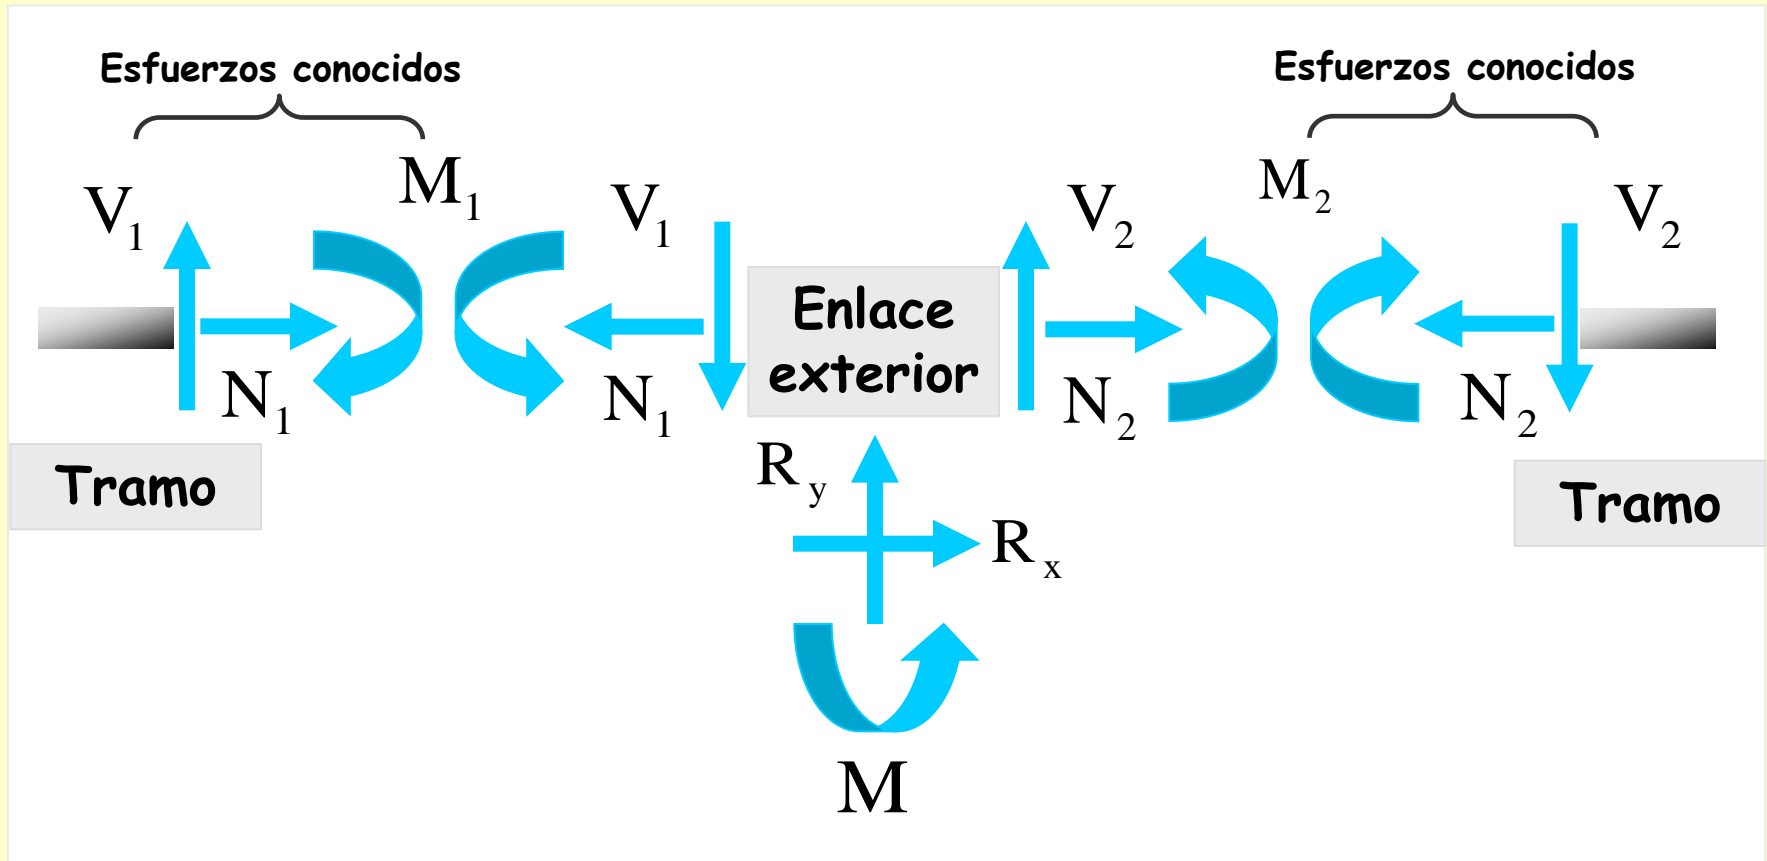 Esfuerzos conocidos
Esfuerzos conocidos
V1
M1
V1
V2
M2
V2
Enlace
exterior
N1
N1
N2
N2
Tramo
Ry
Tramo
Rx
M